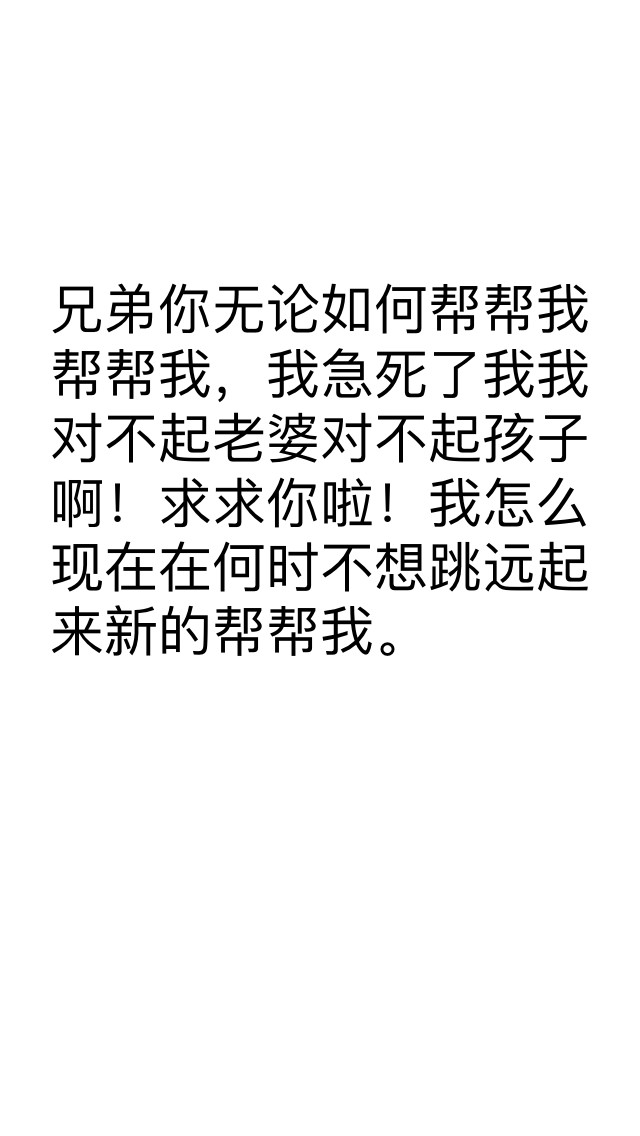 兄弟你无论如何帮帮我
帮帮我，我急死了我我
对不起老婆对不起孩子
啊！求求你啦！我怎么
现在在何时不想跳远起
来新的帮帮我。